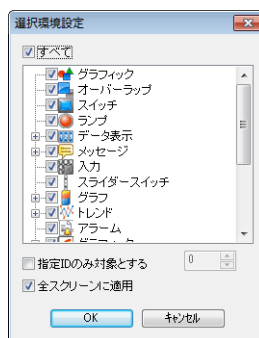 選択環境設定
すべて
グラフィック
オーバーラップ
スイッチ
ランプ
データ表示
メッセージ
入力
スライダースイッチ
グラフ
トレンド
アラーム
指定IDのみ対象とする
0
全スクリーンに適用
OK
キャンセル